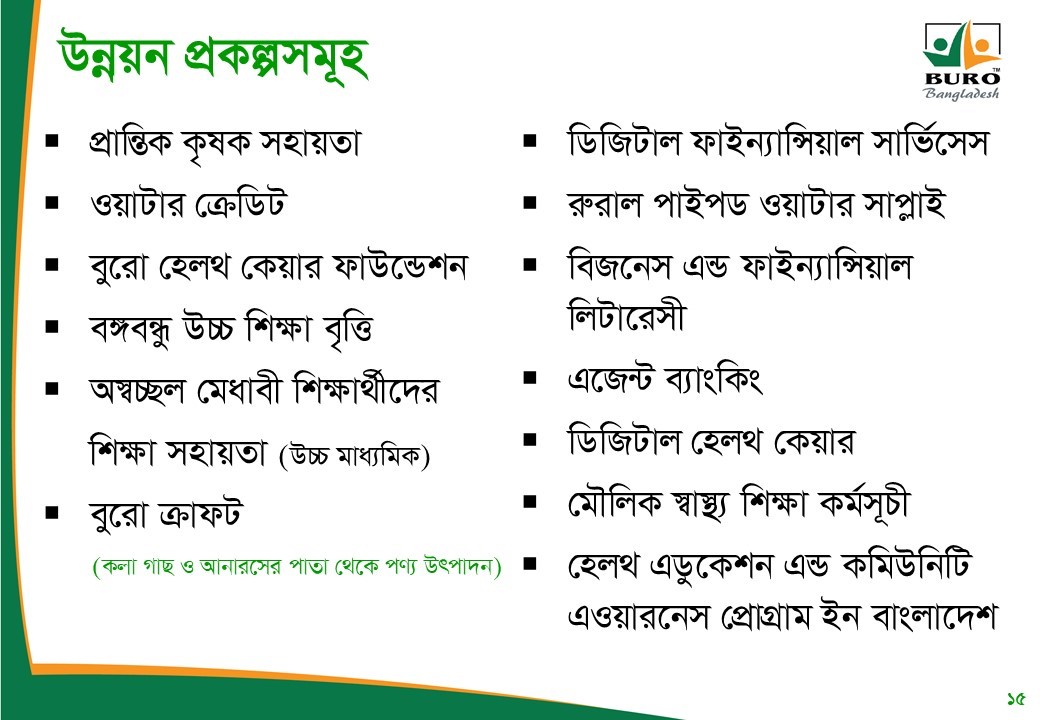 উন্নয়ন প্রকল্পসমূহ
BURO™
Bangladesh
▪ প্রান্তিক কৃষক সহায়তা
▪ ওয়াটার ক্রেডিট
▪ বুরো হেলথ কেয়ার ফাউন্ডেশন
▪ বঙ্গবন্ধু উচ্চ শিক্ষা বৃত্তি
▪ অস্বচ্ছল মেধাবী শিক্ষার্থীদের
শিক্ষা সহায়তা (উচ্চ মাধ্যমিক)
▪ বুরো ক্রাফট
(কলা গাছ ও আনারসের পাতা থেকে পণ্য উৎপাদন)
▪ ডিজিটাল ফাইন্যান্সিয়াল সার্ভিসেস
▪ রুরাল পাইপড ওয়াটার সাপ্লাই
▪ বিজনেস এন্ড ফাইন্যান্সিয়াল
লিটারেসী
▪ এজেন্ট ব্যাংকিং
▪ ডিজিটাল হেলথ কেয়ার
▪ মৌলিক স্বাস্থ্য শিক্ষা কর্মসূচী
▪ হেলথ এডুকেশন এন্ড কমিউনিটি
এওয়ারনেস প্রোগ্রাম ইন বাংলাদেশ
১৫